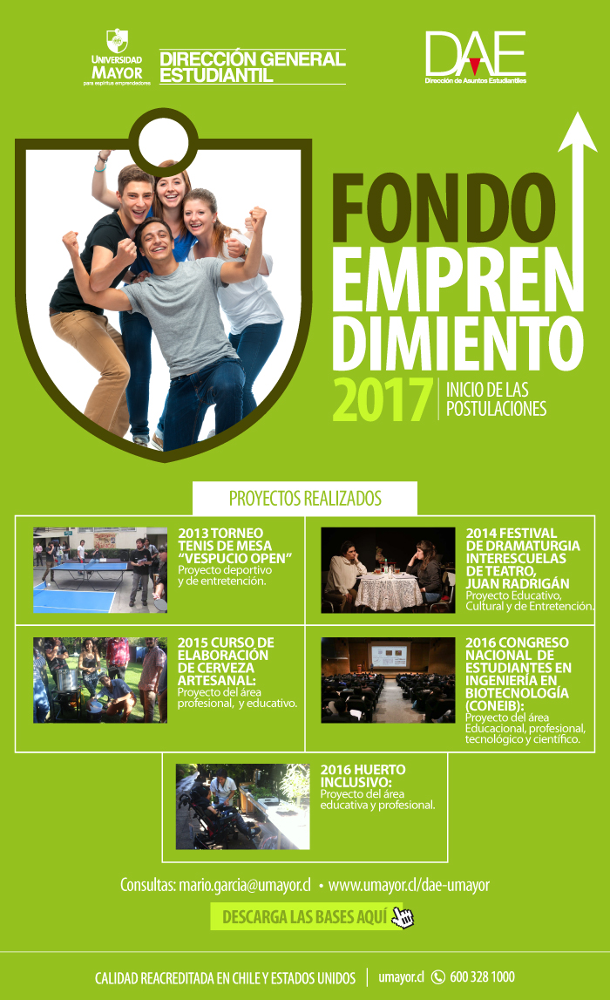 UNIVERSIDAD
MAYOR
para espíritus emprendedores
DIRECCIÓN GENERAL
ESTUDIANTIL
DAE
Dirección de Asuntos Estudiantiles
FONDO
EMPREN
DIMIENTO
2017
INICIO DE LAS
POSTULACIONES
PROYECTOS REALIZADOS
2013 TORNEO
TENIS DE MESA
“VESPUCIO OPEN”
Proyecto deportivo
y de entretención.
2014 FESTIVAL
DE DRAMATURGIA
INTERESCUELAS
DE TEATRO,
JUAN RADRIGÁN
Proyecto Educativo,
Cultural y de Entretención.
2015 CURSO DE
ELABORACIÓN
DE CERVEZA
ARTESANAL:
Proyecto del área
profesional, y educativo.
2016 CONGRESO
NACIONAL DE
ESTUDIANTES EN
INGENIERÍA EN
BIOTECNOLOGÍA
(CONEIB):
Proyecto del área
Educacional, profesional,
tecnológico y científico.
2016 HUERTO
INCLUSIVO:
Proyecto del área
educativa y profesional.
Consultas: mario.garcia@umayor.cl • www.umayor.cl/dae-umayor
DESCARGA LAS BASES AQUÍ
CALIDAD REACREDITADA EN CHILE Y ESTADOS UNIDOS | umayor.cl 600 328 1000